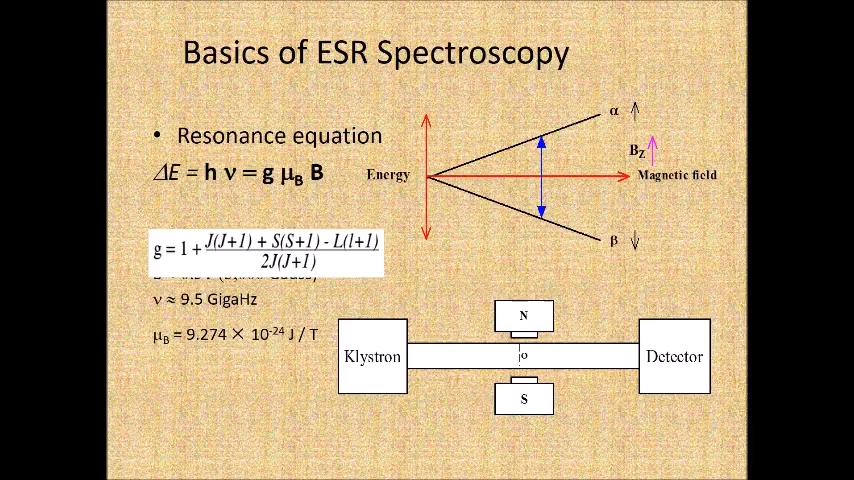 Basics of ESR Spectroscopy
• Resonance equation
ΔE = h ν = g μB B
g = 1 + J(J+1) + S(S+1) - L(l+1) / 2J(J+1)
ν ≈ 9.5 GigaHz
μB = 9.274 × 10-24 J / T
α
BZ
Energy
Magnetic field
β
N
Klystron
o
Detector
S